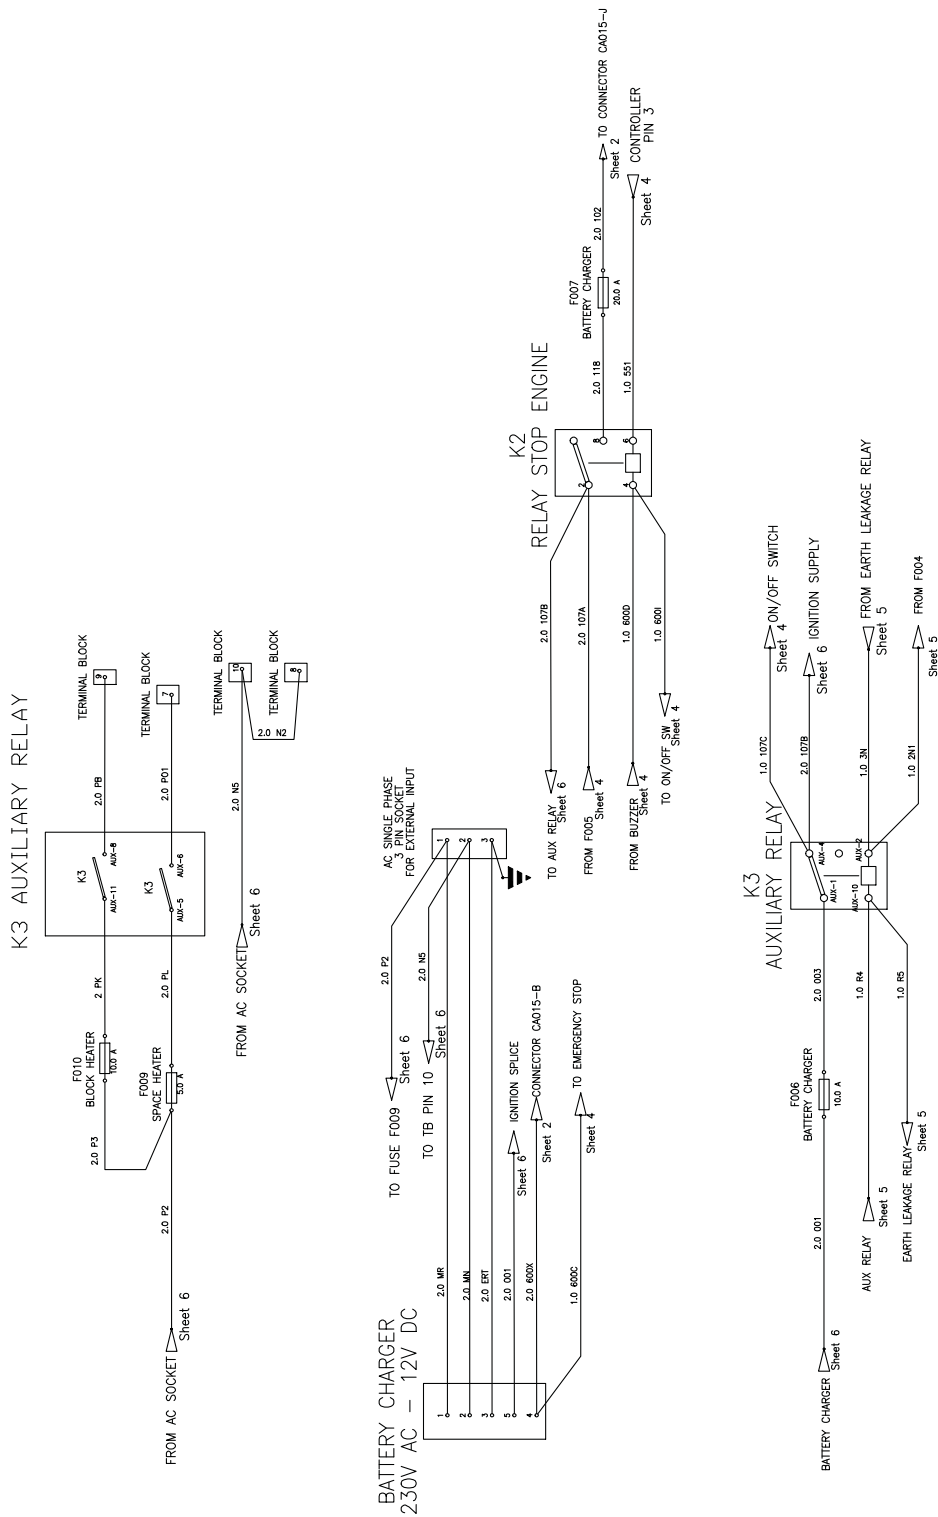 K3 AUXILIARY RELAY
FROM AC SOCKET
Sheet 6
2.0 P2
2.0 P3
F010
BLOCK HEATER
10.0 A
F009
SPACE HEATER
5.0 A
2 PK
2.0 PL
K3
AUX-11
AUX-8
K3
AUX-5
AUX-6
2.0 PB
2.0 PO1
TERMINAL BLOCK
9
TERMINAL BLOCK
7
FROM AC SOCKET
Sheet 6
2.0 N5
TERMINAL BLOCK
10
2.0 N2
TERMINAL BLOCK
8
BATTERY CHARGER
230V AC - 12V DC
1
2
3
5
4
2.0 MR
2.0 MN
2.0 ERT
2.0 001
2.0 600X
1.0 600C
TO FUSE F009
Sheet 6
2.0 P2
TO TB PIN 10
Sheet 6
2.0 N5
AC SINGLE PHASE
3 PIN SOCKET
FOR EXTERNAL INPUT
1
2
3
IGNITION SPLICE
Sheet 6
CONNECTOR CA015-B
Sheet 2
TO EMERGENCY STOP
Sheet 4
K2
RELAY STOP ENGINE
TO AUX RELAY
Sheet 6
2.0 107B
FROM F005
Sheet 4
2.0 107A
FROM BUZZER
Sheet 4
1.0 600D
TO ON/OFF SW
Sheet 4
1.0 600I
2
8
4
6
2.0 118
F007
BATTERY CHARGER
20.0 A
2.0 102
TO CONNECTOR CA015-J
Sheet 2
1.0 551
CONTROLLER
PIN 3
Sheet 4
K3
AUXILIARY RELAY
BATTERY CHARGER
Sheet 6
2.0 001
F006
BATTERY CHARGER
10.0 A
2.0 003
AUX RELAY
Sheet 5
1.0 R4
EARTH LEAKAGE RELAY
Sheet 5
1.0 R5
AUX-1
AUX-4
AUX-10
AUX-2
1.0 107C
ON/OFF SWITCH
Sheet 4
2.0 107B
IGNITION SUPPLY
Sheet 6
1.0 3N
FROM EARTH LEAKAGE RELAY
Sheet 5
1.0 2N1
FROM F004
Sheet 5